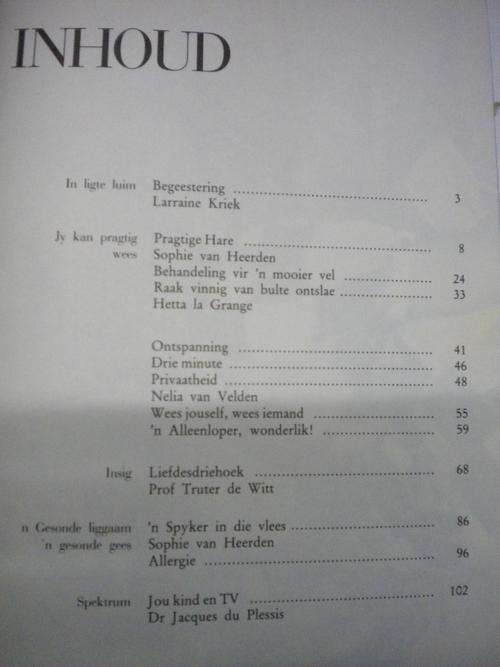 INHOUD
In ligte luim Begeestering ........ 3
Larraine Kriek
Jy kan pragtig Pragtige Hare ........ 8
wees Sophie van Heerden
Behandeling vir 'n mooier vel ........ 24
Raak vinnig van bulte ontslae ........ 33
Hetta la Grange
Ontspanning ........ 41
Drie minute ........ 46
Privaatheid ........ 48
Nelia van Velden
Wees jouself, wees iemand ........ 55
'n Alleenloper, wonderlik! ........ 59
Insig Liefdesdriehoek ........ 68
Prof Truter de Witt
n Gesonde liggaam 'n Spyker in die vlees ........ 86
'n gesonde gees Sophie van Heerden
Allergie ........ 96
Spektrum Jou kind en TV ........ 102
Dr Jacques du Plessis